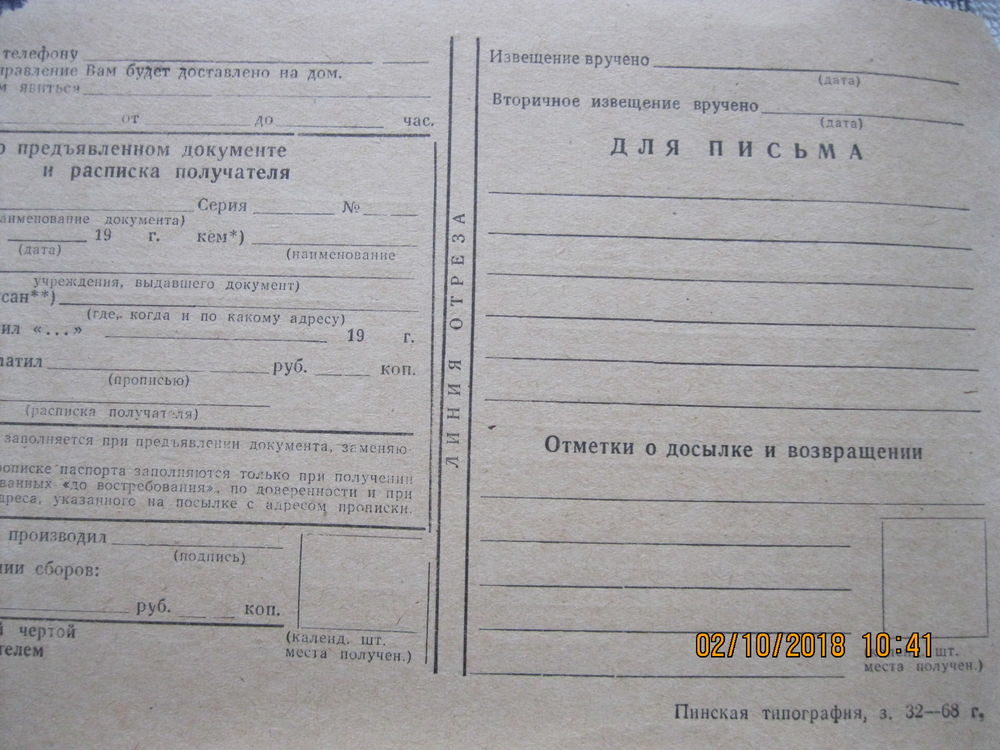 телефону
правление Вам будет доставлено на дом.
м явиться
от до час.
о предъявленном документе
и расписка получателя
Серия №
аименование документа)
19 г. кем*)
(дата) (наименование
учреждения, выдавшего документ)
сан**)
(где, когда и по какому адресу)
ил «...» 19 г.
латил руб. коп.
(прописью)
(расписка получателя)
заполняется при предъявлении документа, заменяю
рописке паспорта заполняются только при получении
ванных «до востребования», по доверенности и при
дреса, указанного на посылке с адресом прописки.
производил
(подпись)
нии сборов:
руб. коп.
й чертой
телем
(календ. шт.
места получен.)
ЛИНИЯ ОТРЕЗА
Извещение вручено
(дата)
Вторичное извещение вручено
(дата)
ДЛЯ ПИСЬМА
Отметки о досылке и возвращении
шт.
места получен.)
02/10/2018 10:41
Пинская типография, з. 32—68 г,